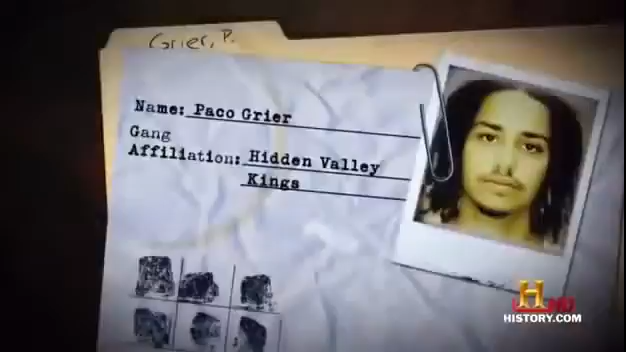 Grier, P.
Name: Paco Grier
Gang
Affiliation: Hidden Valley
Kings
H
HISTORY.COM